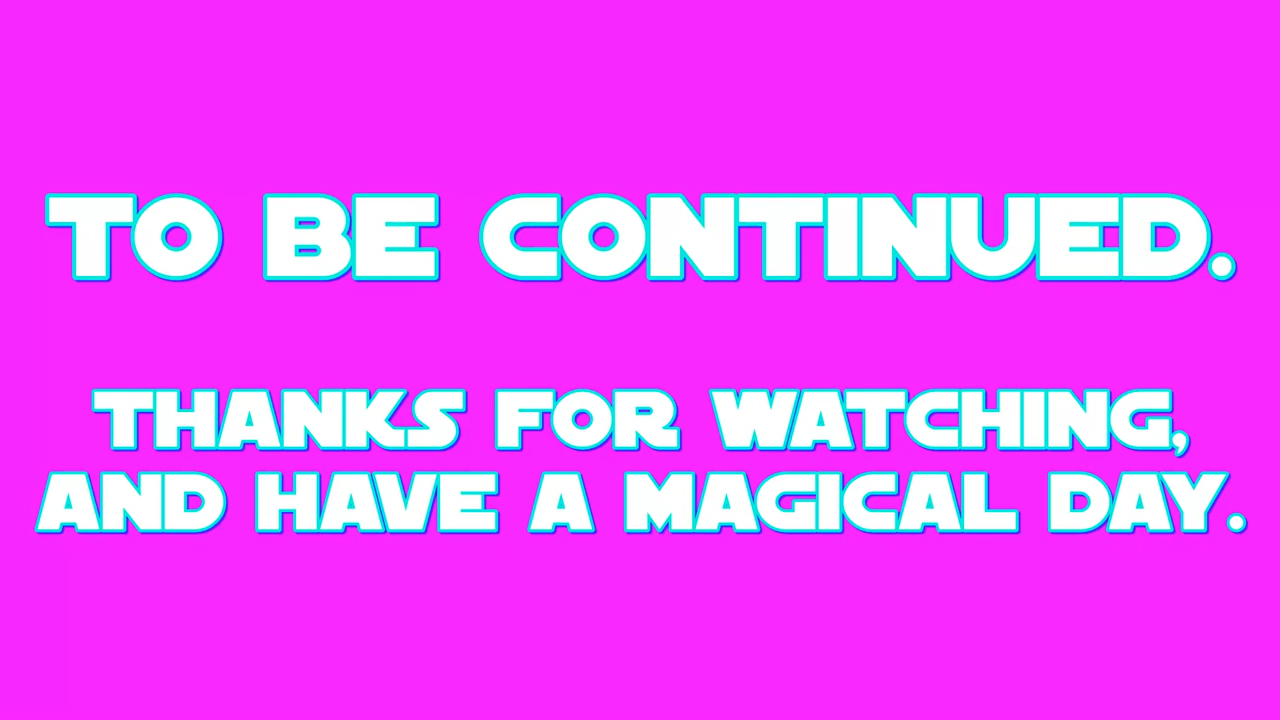 TO BE CONTINUED.
THANKS FOR WATCHING,
AND HAVE A MAGICAL DAY.